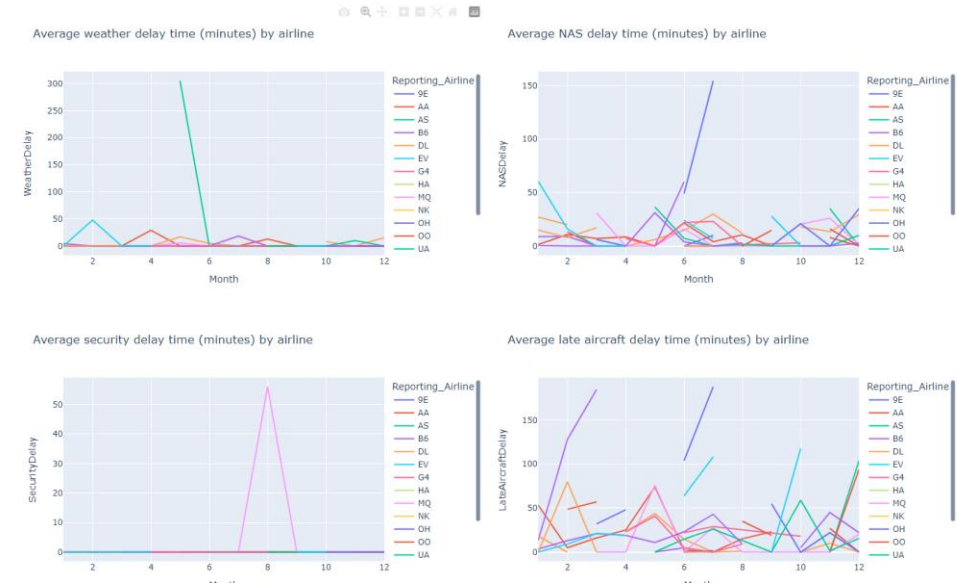 Average weather delay time (minutes) by airline
WeatherDelay
300
250
200
150
100
50
0
2
4
6
8
10
12
Month
Reporting_Airline
9E
AA
AS
B6
DL
EV
G4
HA
MQ
NK
OH
OO
UA
Average NAS delay time (minutes) by airline
NASDelay
150
100
50
0
2
4
6
8
10
12
Month
Reporting_Airline
9E
AA
AS
B6
DL
EV
G4
HA
MQ
NK
OH
OO
UA
Average security delay time (minutes) by airline
SecurityDelay
50
40
30
20
10
0
2
4
6
8
10
12
Month
Reporting_Airline
9E
AA
AS
B6
DL
EV
G4
HA
MQ
NK
OH
OO
UA
Average late aircraft delay time (minutes) by airline
LateAircraftDelay
150
100
50
0
2
4
6
8
10
12
Month
Reporting_Airline
9E
AA
AS
B6
DL
EV
G4
HA
MQ
NK
OH
OO
UA